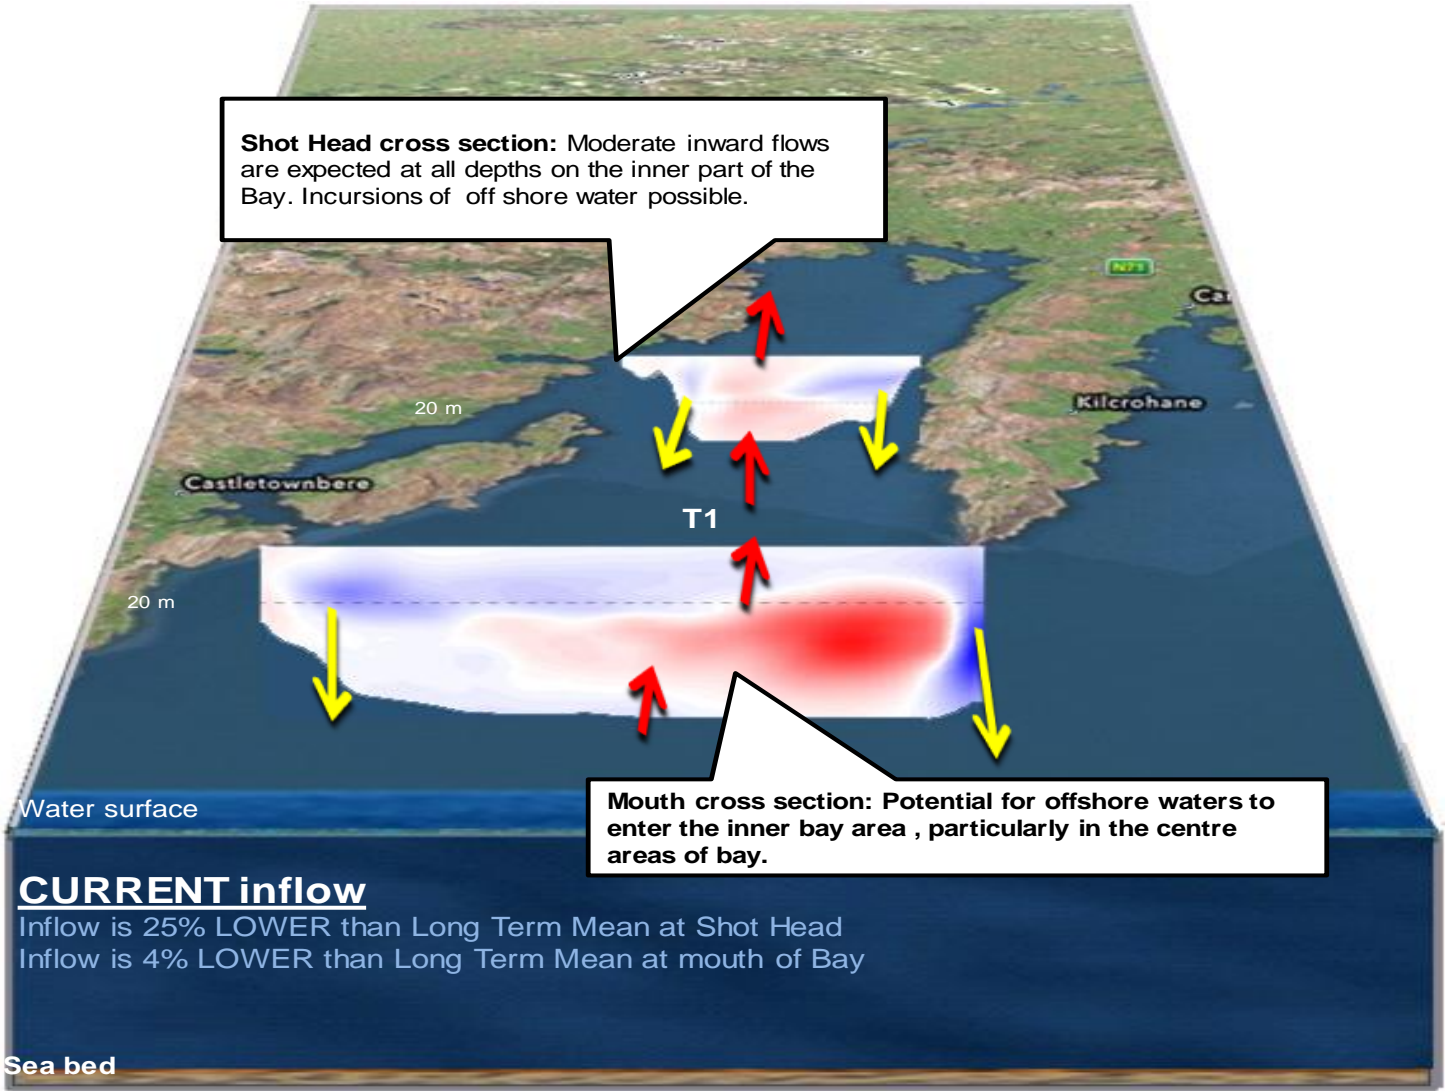 Shot Head cross section: Moderate inward flows
are expected at all depths on the inner part of the
Bay. Incursions of off shore water possible.
N71
Kilcrohane
20 m
Castletownbere
T1
20 m
Mouth cross section: Potential for offshore waters to
enter the inner bay area , particularly in the centre
areas of bay.
Water surface
CURRENT inflow
Inflow is 25% LOWER than Long Term Mean at Shot Head
Inflow is 4% LOWER than Long Term Mean at mouth of Bay
Sea bed